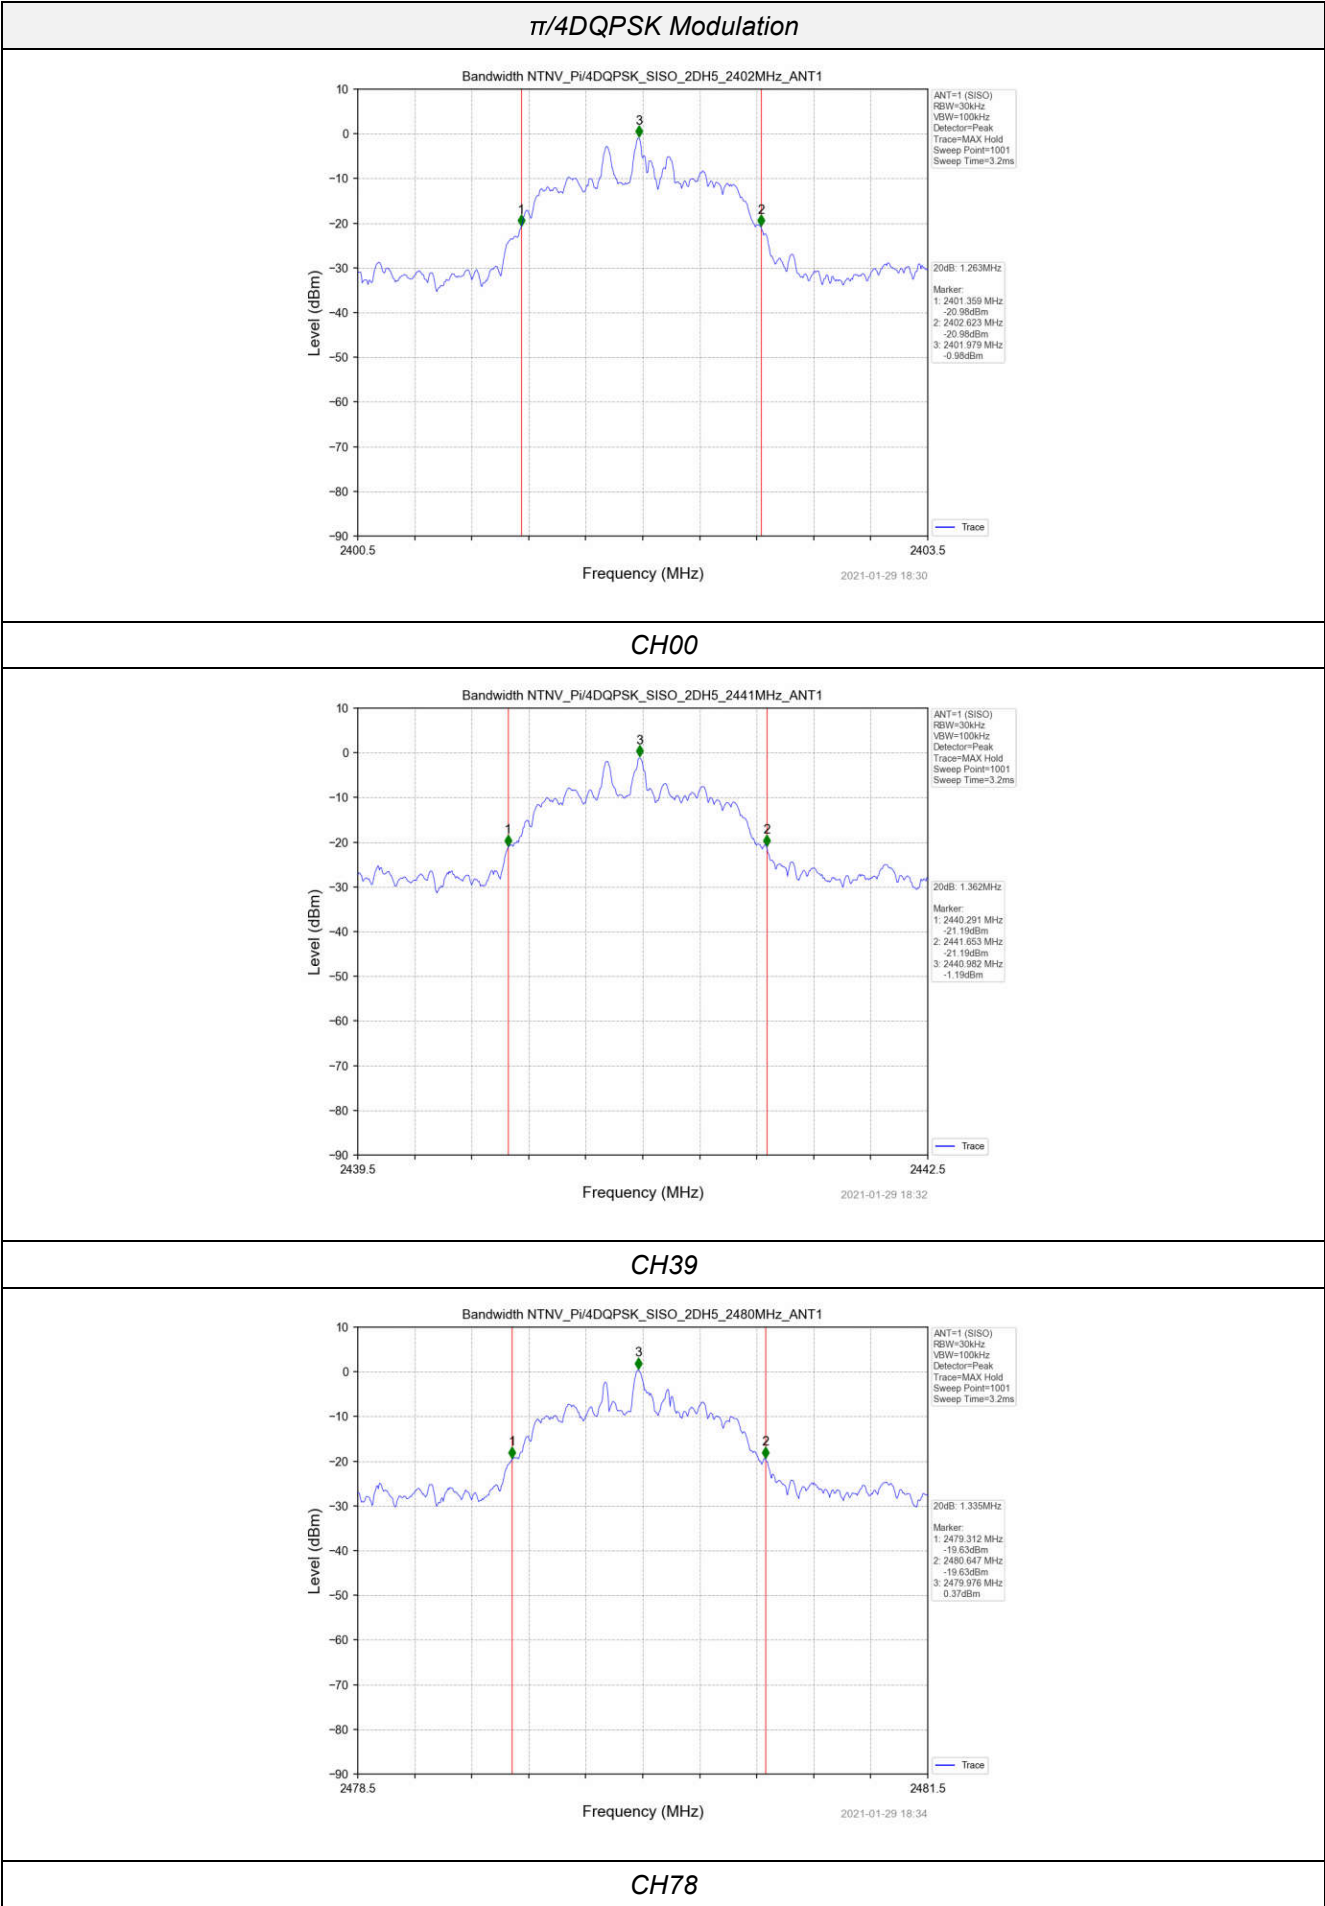 π/4DQPSK Modulation
Bandwidth NTNV_Pi/4DQPSK_SISO_2DH5_2402MHz_ANT1
ANT=1 (SISO)
RBW=30kHz
VBW=100kHz
Detector=Peak
Trace=MAX Hold
Sweep Point=1001
Sweep Time=3.2ms
10
0
−10
−20
−30
−40
−50
−60
−70
−80
−90
Level (dBm)
1
2
3
20dB: 1.263MHz
Marker:
1: 2401.359 MHz
-20.98dBm
2: 2402.623 MHz
-20.98dBm
3: 2401.979 MHz
-0.98dBm
Trace
2400.5
2403.5
Frequency (MHz)
2021-01-29 18:30
CH00
Bandwidth NTNV_Pi/4DQPSK_SISO_2DH5_2441MHz_ANT1
ANT=1 (SISO)
RBW=30kHz
VBW=100kHz
Detector=Peak
Trace=MAX Hold
Sweep Point=1001
Sweep Time=3.2ms
10
0
−10
−20
−30
−40
−50
−60
−70
−80
−90
Level (dBm)
1
2
3
20dB: 1.362MHz
Marker:
1: 2440.291 MHz
-21.19dBm
2: 2441.653 MHz
-21.19dBm
3: 2440.982 MHz
-1.19dBm
Trace
2439.5
2442.5
Frequency (MHz)
2021-01-29 18:32
CH39
Bandwidth NTNV_Pi/4DQPSK_SISO_2DH5_2480MHz_ANT1
ANT=1 (SISO)
RBW=30kHz
VBW=100kHz
Detector=Peak
Trace=MAX Hold
Sweep Point=1001
Sweep Time=3.2ms
10
0
−10
−20
−30
−40
−50
−60
−70
−80
−90
Level (dBm)
1
2
3
20dB: 1.335MHz
Marker:
1: 2479.312 MHz
-19.63dBm
2: 2480.647 MHz
-19.63dBm
3: 2479.976 MHz
0.37dBm
Trace
2478.5
2481.5
Frequency (MHz)
2021-01-29 18:34
CH78